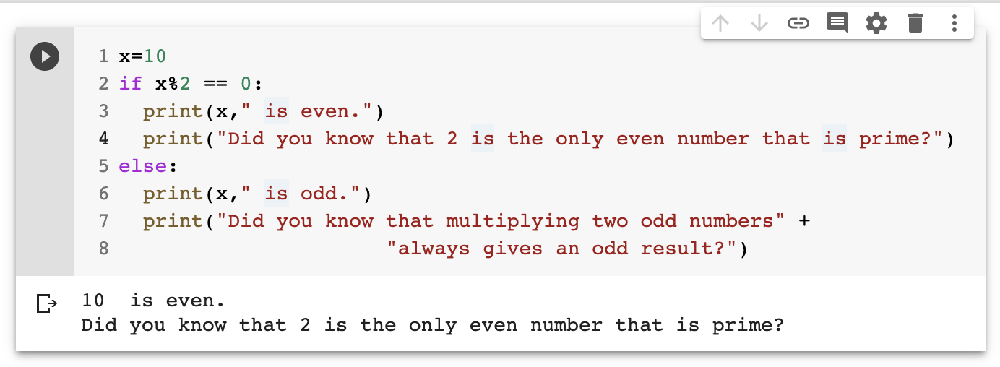 1 x=10
2 if x%2 == 0:
3   print(x," is even.")
4   print("Did you know that 2 is the only even number that is prime?")
5 else:
6   print(x," is odd.")
7   print("Did you know that multiplying two odd numbers" +
8                       "always gives an odd result?")
10  is even.
Did you know that 2 is the only even number that is prime?